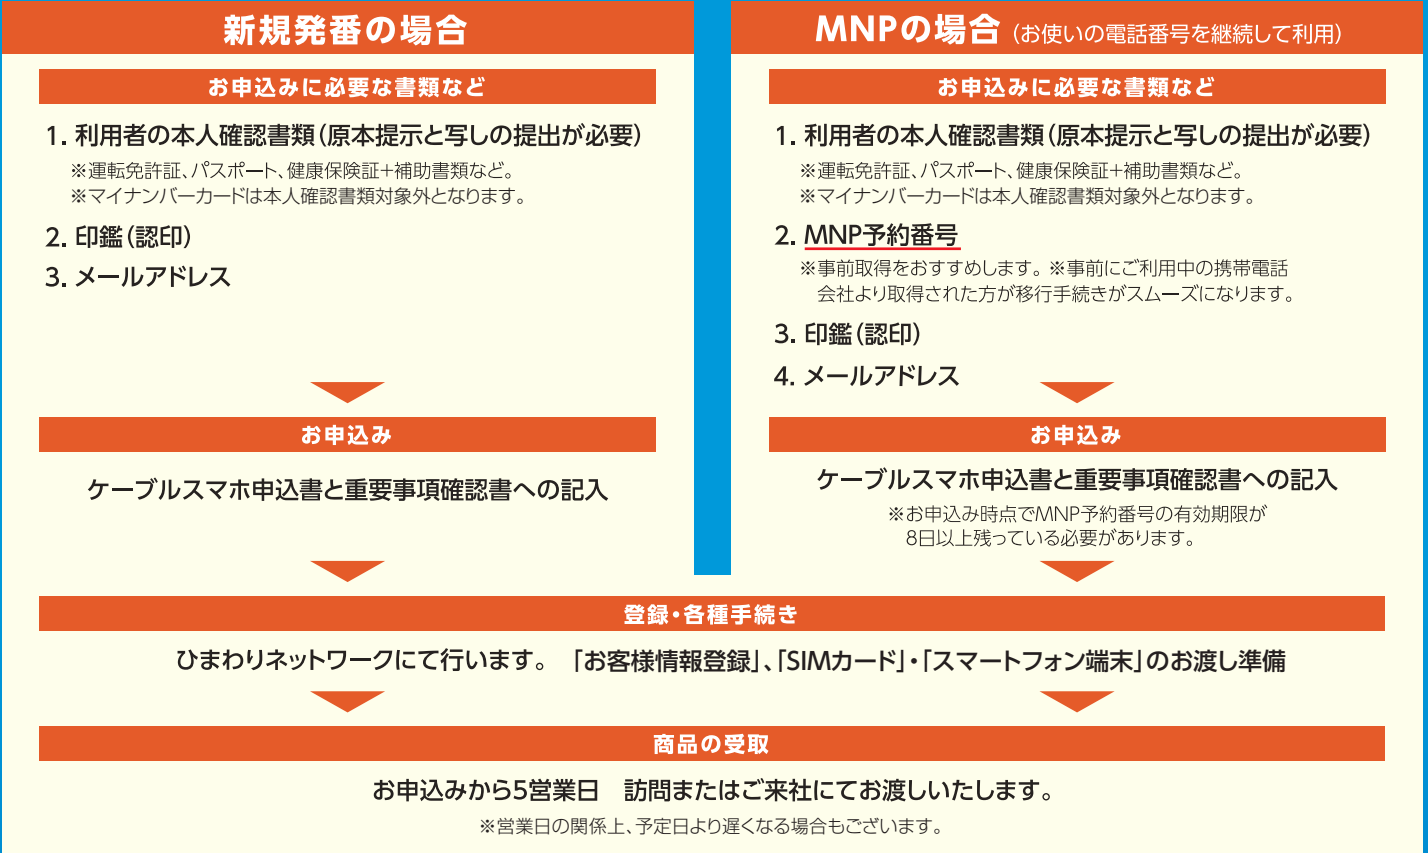 新規発番の場合
お申込みに必要な書類など
1. 利用者の本人確認書類（原本提示と写しの提出が必要）
※運転免許証、パスポート、健康保険証＋補助書類など。
※マイナンバーカードは本人確認書類対象外となります。
2. 印鑑（認印）
3. メールアドレス
お申込み
ケーブルスマホ申込書と重要事項確認書への記入
MNPの場合（お使いの電話番号を継続して利用）
お申込みに必要な書類など
1. 利用者の本人確認書類（原本提示と写しの提出が必要）
※運転免許証、パスポート、健康保険証＋補助書類など。
※マイナンバーカードは本人確認書類対象外となります。
2. MNP予約番号
※事前取得をおすすめします。※事前にご利用中の携帯電話
会社より取得された方が移行手続きがスムーズになります。
3. 印鑑（認印）
4. メールアドレス
お申込み
ケーブルスマホ申込書と重要事項確認書への記入
※お申込み時点でMNP予約番号の有効期限が
8日以上残っている必要があります。
登録・各種手続き
ひまわりネットワークにて行います。「お客様情報登録」、「SIMカード」・「スマートフォン端末」のお渡し準備
商品の受取
お申込みから5営業日　訪問またはご来社にてお渡しいたします。
※営業日の関係上、予定日より遅くなる場合もございます。